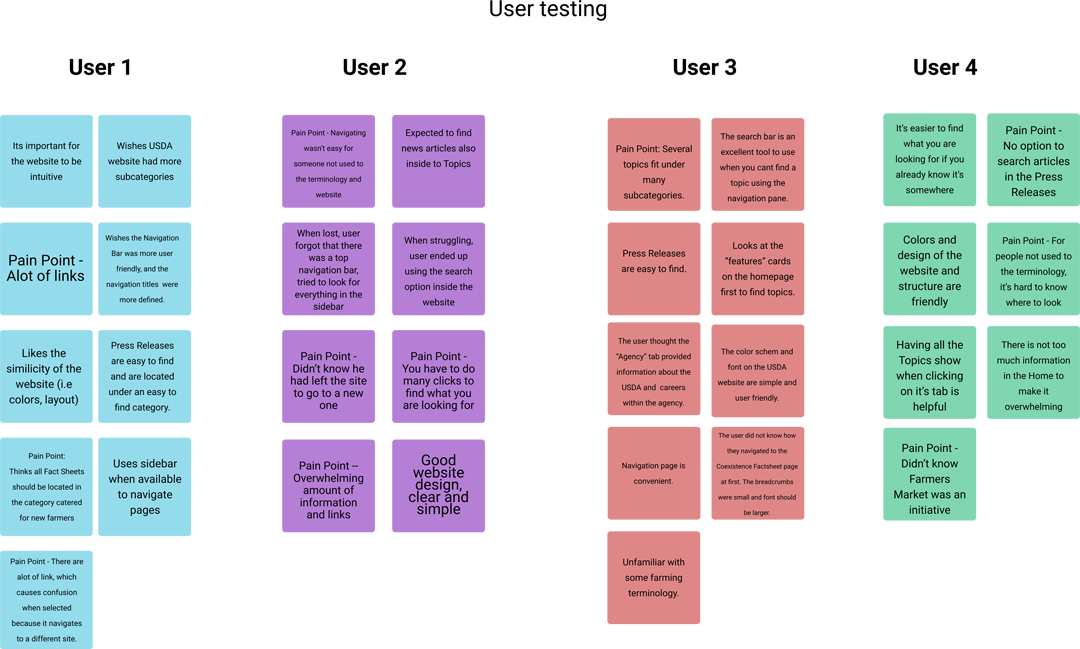 User testing
User 1
Its important for
the website to be
intuitive
Wishes USDA
website had more
subcategories
Pain Point -
Alot of links
Wishes the Navigation
Bar was more user
friendly, and the
navigation titles were
more defined.
Likes the
similicity of the
website (i.e
colors, layout)
Press Releases
are easy to find
and are located
under an easy to
find category.
Pain Point:
Thinks all Fact Sheets
should be located in
the category catered
for new farmers
Uses sidebar
when available
to navigate
pages
Pain Point - There are
alot of link, which
causes confusion
when selected
because it navigates
to a different site.
User 2
Pain Point - Navigating
wasn't easy for
someone not used to
the terminology and
website
Expected to find
news articles also
inside to Topics
When lost, user
forgot that there
was a top
navigation bar,
tried to look for
everything in the
sidebar
When struggling,
user ended up
using the search
option inside the
website
Pain Point -
Didn't know he
had left the site
to go to a new
one
Pain Point -
You have to do
many clicks to
find what you
are looking for
Pain Point --
Overwhelming
amount of
information
and links
Good
website
design,
clear and
simple
User 3
Pain Point: Several
topics fit under
many
subcategories.
The search bar is an
excellent tool to use
when you cant find a
topic using the
navigation pane.
Press Releases
are easy to find.
Looks at the
"features" cards
on the homepage
first to find topics.
The user thought the
"Agency" tab provided
information about the
USDA and careers
within the agency.
The color schem and
font on the USDA
website are simple and
user friendly.
Navigation page is
convenient.
The user did not know how
they navigated to the
Coexistence Factsheet page
at first. The breadcrumbs
were small and font should
be larger.
Unfamiliar with
some farming
terminology.
User 4
It's easier to find
what you are
looking for if you
already know it's
somewhere
Pain Point -
No option to
search articles
in the Press
Releases
Colors and
design of the
website and
structure are
friendly
Pain Point - For
people not used to
the terminology,
it's hard to know
where to look
Having all the
Topics show
when clicking
on it's tab is
helpful
There is not too
much information
in the Home to
make it
overwhelming
Pain Point -
Didn't know
Farmers
Market was an
initiative